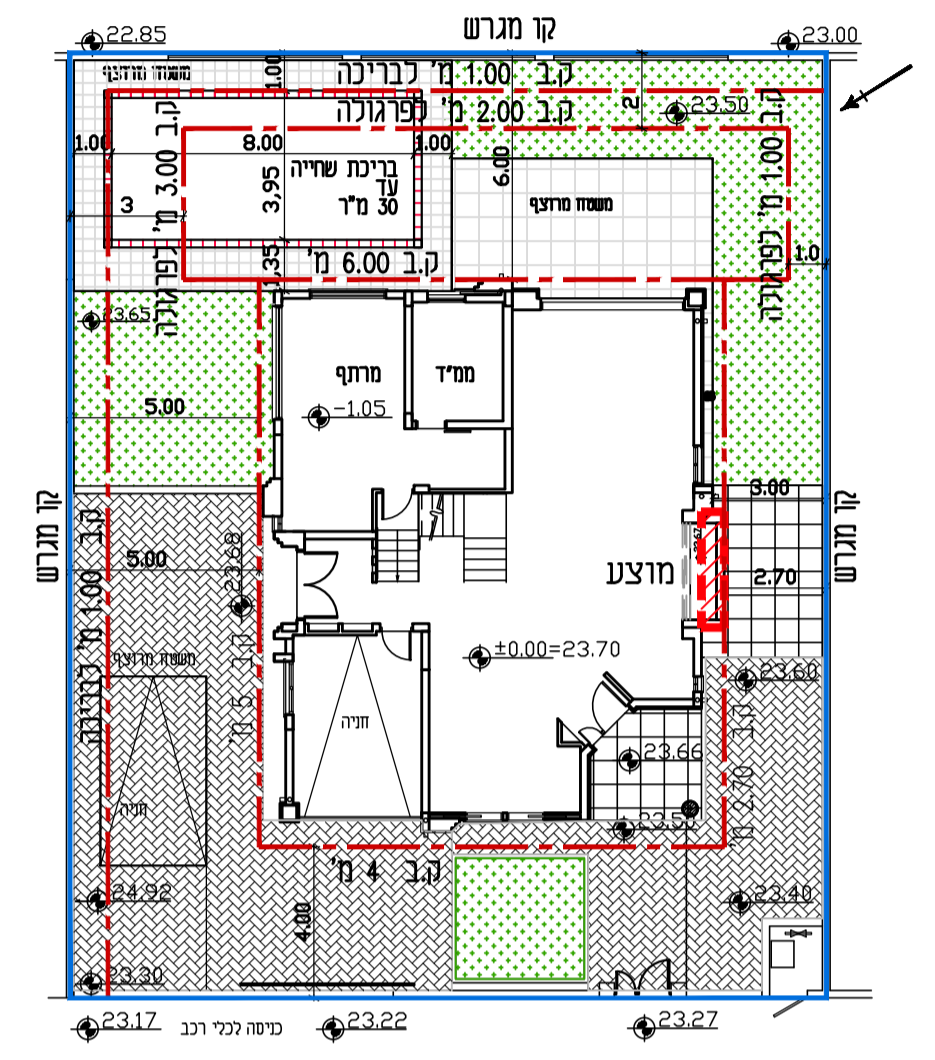 קו מגרש
22.85
23.00
משטח מרוצף
1.00
ק.ב 1.00 מ' לבריכה
ק.ב 2.00 מ' לפרגולה
2
23.50
1.00
8.00
1.00
ק.ב 3.00 מ' לפרגולה
3,95
בריכת שחייה
עד
30 מ"ר
6.00
משטח מרוצף
ק.ב 1.00 מ' לפרגולה
3
1.0
1,35
ק.ב 6.00 מ'
23.65
מרתף
ממ"ד
-1.05
5.00
3.00
קו מגרש
קו מגרש
ק.ב 1.00 מ' לבריכה
5.00
23.68
מוצע
2.70
ק.ב 5 מ'
±0.00=23.70
משטח מרוצף
23.60
חניה
23.66
ק.ב 2.70 מ'
חניה
ק.ב 4 מ'
24.92
4.00
23.40
23.30
23.17
כניסה לכלי רכב
23.22
23.27